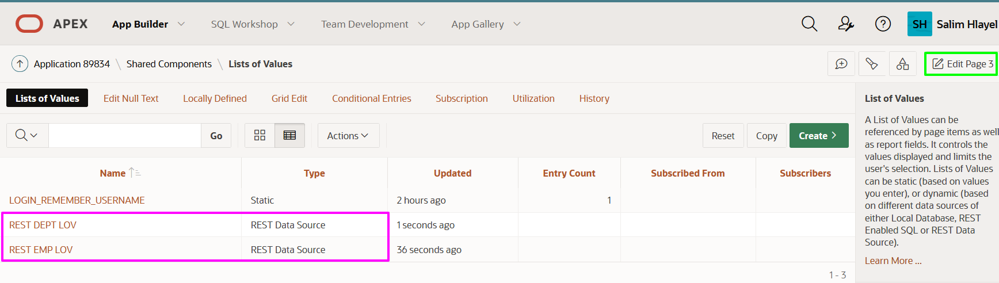 APEX App Builder SQL Workshop Team Development App Gallery SH Salim Hlayel
Application 89834 \ Shared Components \ Lists of Values Edit Page 3
Lists of Values Edit Null Text Locally Defined Grid Edit Conditional Entries Subscription Utilization History
Go Actions Reset Copy Create >
Name Type Updated Entry Count Subscribed From Subscribers
LOGIN_REMEMBER_USERNAME Static 2 hours ago 1
REST DEPT LOV REST Data Source 1 seconds ago
REST EMP LOV REST Data Source 36 seconds ago
1 - 3
List of Values
A List of Values can be
referenced by page items as well
as report fields. It controls the
values displayed and limits the
user's selection. Lists of Values
can be static (based on values
you enter), or dynamic (based
on different data sources of
either Local Database, REST
Enabled SQL or REST Data
Source).
Learn More ...